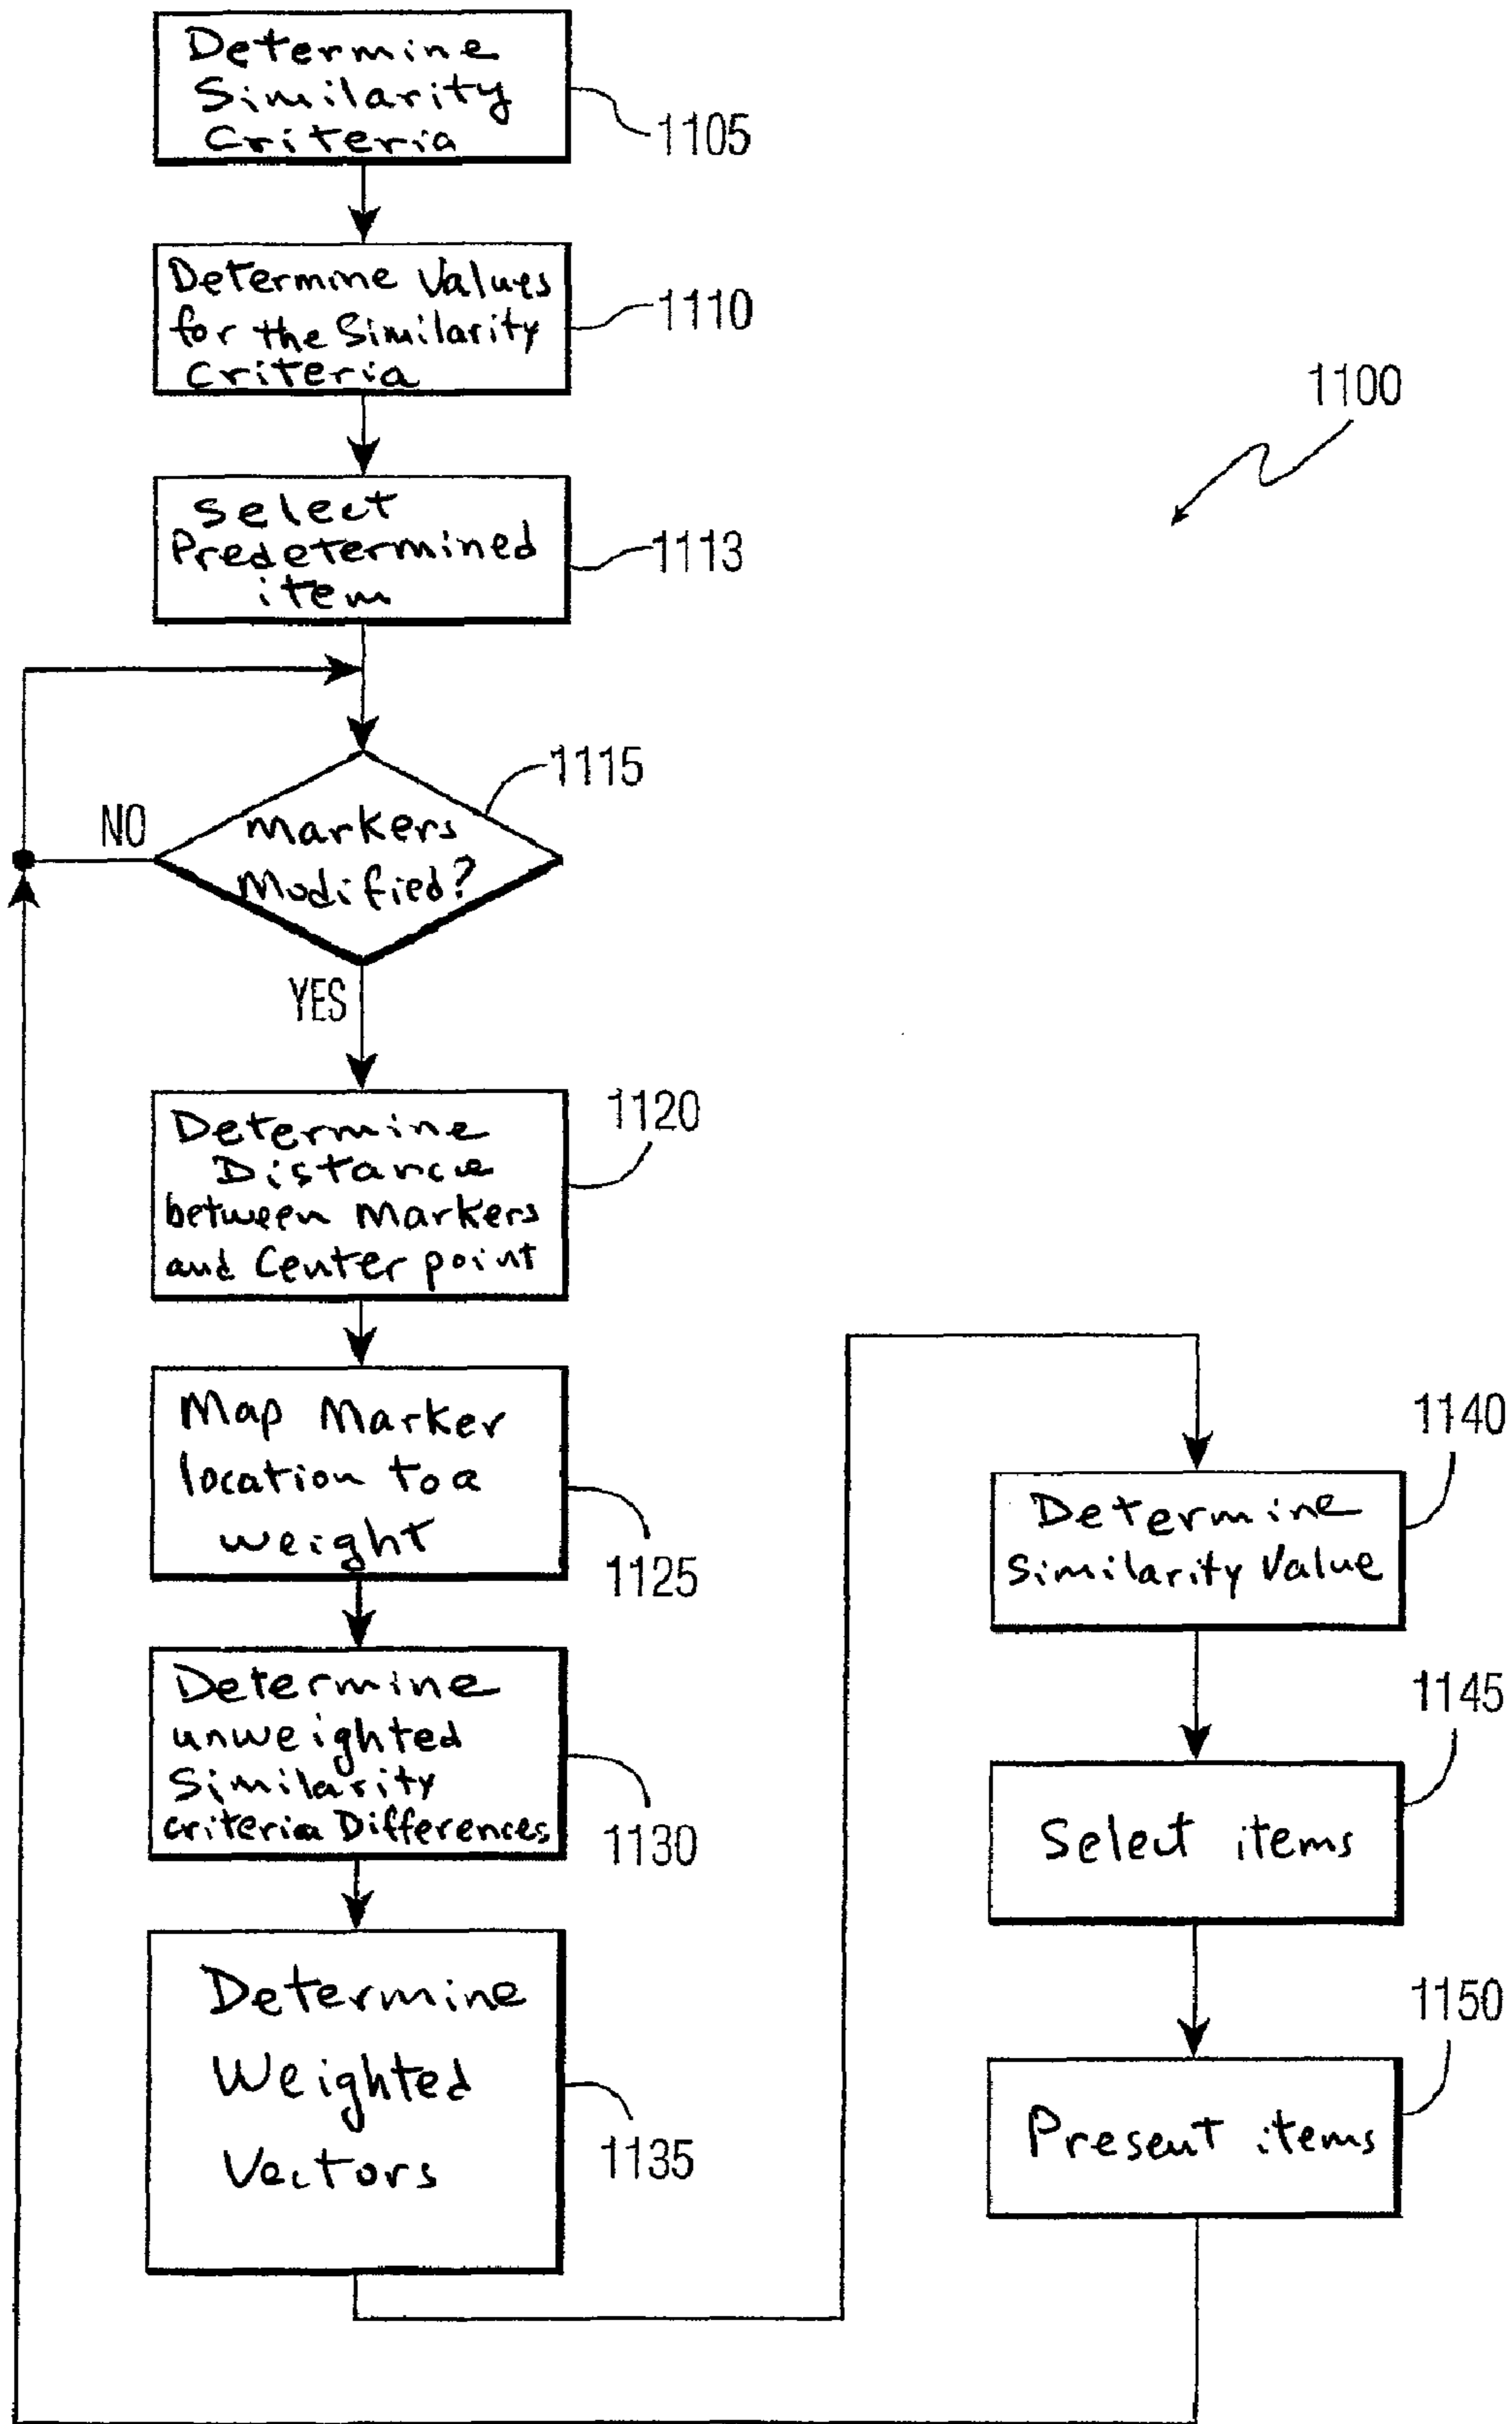 Determine
Similarity
Criteria
1105
Determine Values
for the Similarity
Criteria
1110
1100
Select
Predetermined
item
1113
1115
NO
Markers
Modified?
YES
1120
Determine
Distance
between Markers
and Center point
Map Marker
location to a
weight
1125
Determine
unweighted
Similarity
criteria Differences
1130
Determine
Weighted
Vectors
1135
1140
Determine
Similarity Value
1145
Select items
1150
Present items